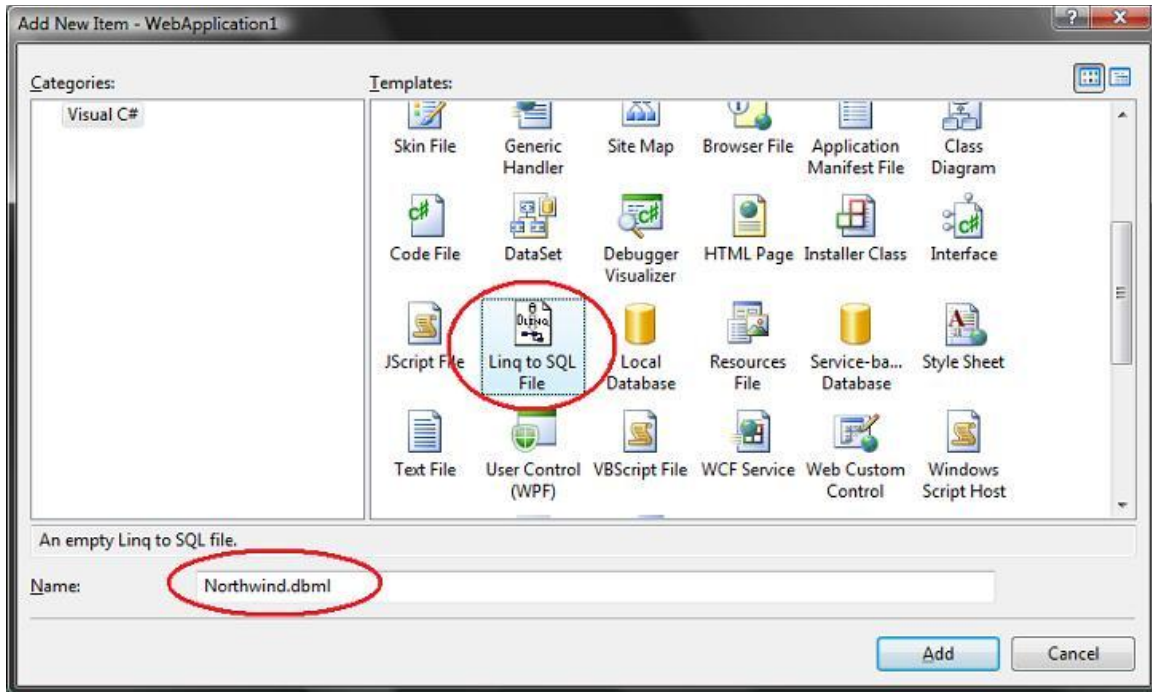 Add New Item - WebApplication1
Categories:
Templates:
Visual C#
Skin File
Generic
Handler
Site Map
Browser File
Application
Manifest File
Class
Diagram
Code File
DataSet
Debugger
Visualizer
HTML Page
Installer Class
Interface
JScript File
Linq to SQL
File
Local
Database
Resources
File
Service-ba...
Database
Style Sheet
Text File
User Control
(WPF)
VBScript File
WCF Service
Web Custom
Control
Windows
Script Host
An empty Linq to SQL file.
Name:
Northwind.dbml
Add
Cancel